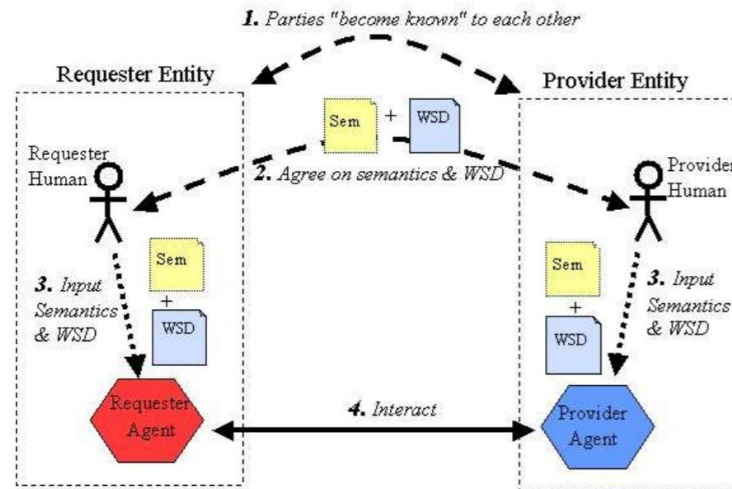 1. Parties "become known" to each other
Requester Entity
Provider Entity
Sem
+
WSD
Requester
Human
Provider
Human
2. Agree on semantics & WSD
Sem
+
WSD
3. Input
Semantics
& WSD
Sem
+
WSD
3. Input
Semantics
& WSD
Requester
Agent
4. Interact
Provider
Agent